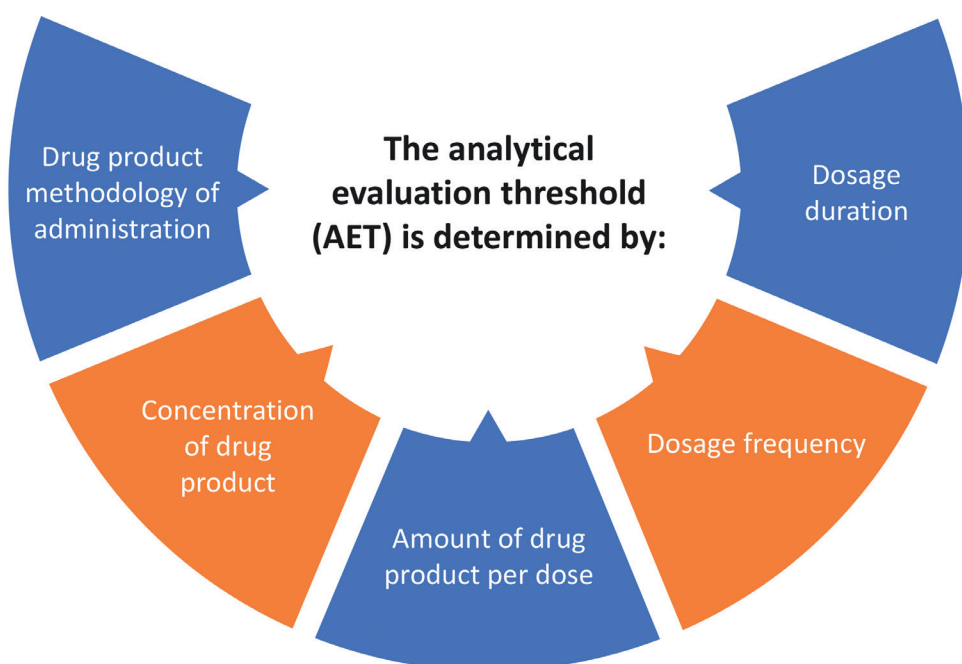 The analytical
evaluation threshold
(AET) is determined by:
Drug product
methodology of
administration
Concentration
of drug
product
Amount of drug
product per dose
Dosage frequency
Dosage
duration